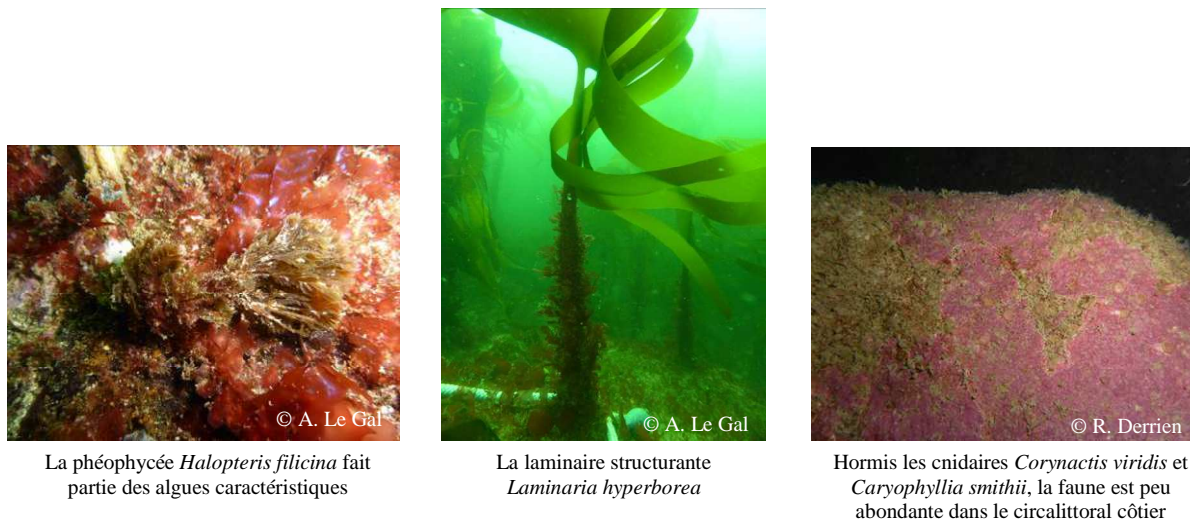 © A. Le Gal
La phéophycée Halopteris filicina fait
partie des algues caractéristiques
© A. Le Gal
La laminaire structurante
Laminaria hyperborea
© R. Derrien
Hormis les cnidaires Corynactis viridis et
Caryophyllia smithii, la faune est peu
abondante dans le circalittoral côtier